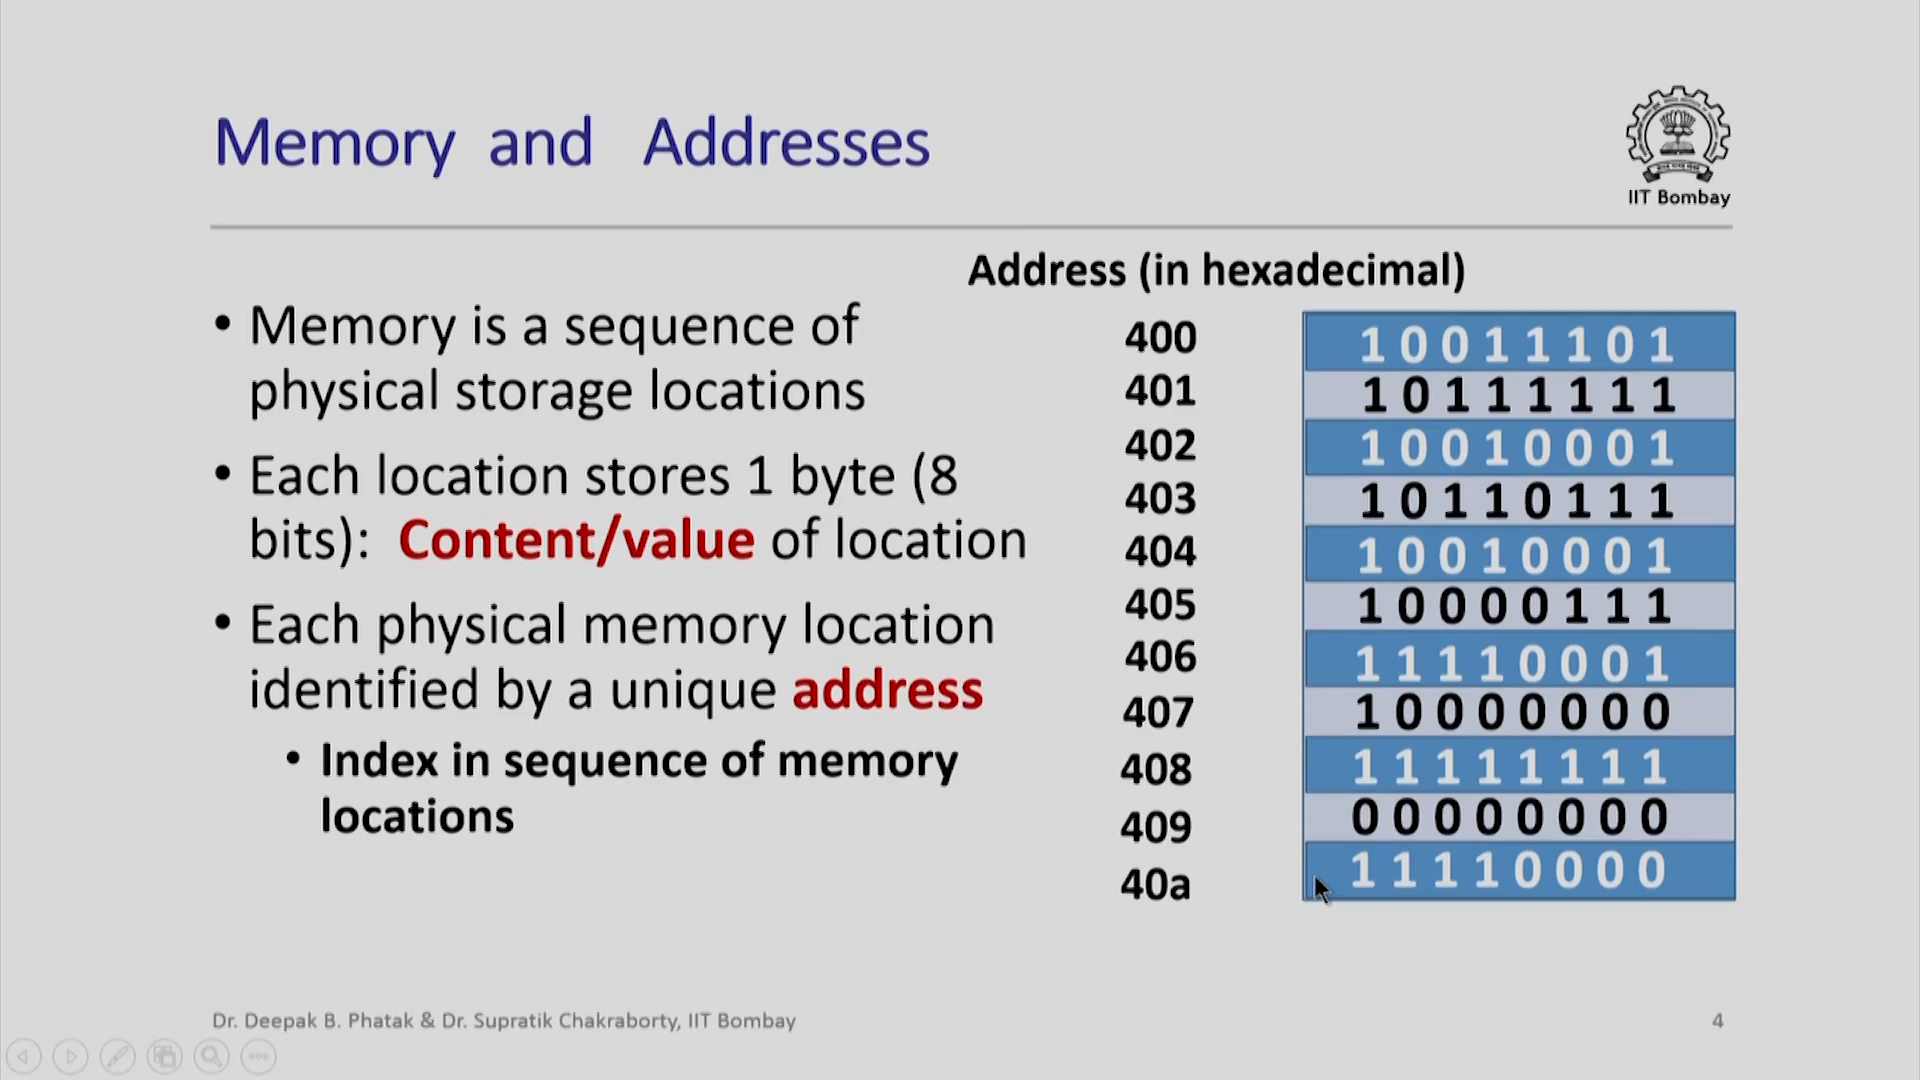 Memory and Addresses
IIT Bombay
Address (in hexadecimal)
• Memory is a sequence of
physical storage locations
• Each location stores 1 byte (8
bits): Content/value of location
• Each physical memory location
identified by a unique address
• Index in sequence of memory
locations
400 1 0 0 1 1 1 0 1
401 1 0 1 1 1 1 1 1
402 1 0 0 1 0 0 0 1
403 1 0 1 1 0 1 1 1
404 1 0 0 1 0 0 0 1
405 1 0 0 0 0 1 1 1
406 1 1 1 1 0 0 0 1
407 1 0 0 0 0 0 0 0
408 1 1 1 1 1 1 1 1
409 0 0 0 0 0 0 0 0
40a 1 1 1 1 0 0 0 0
Dr. Deepak B. Phatak & Dr. Supratik Chakraborty, IIT Bombay
4